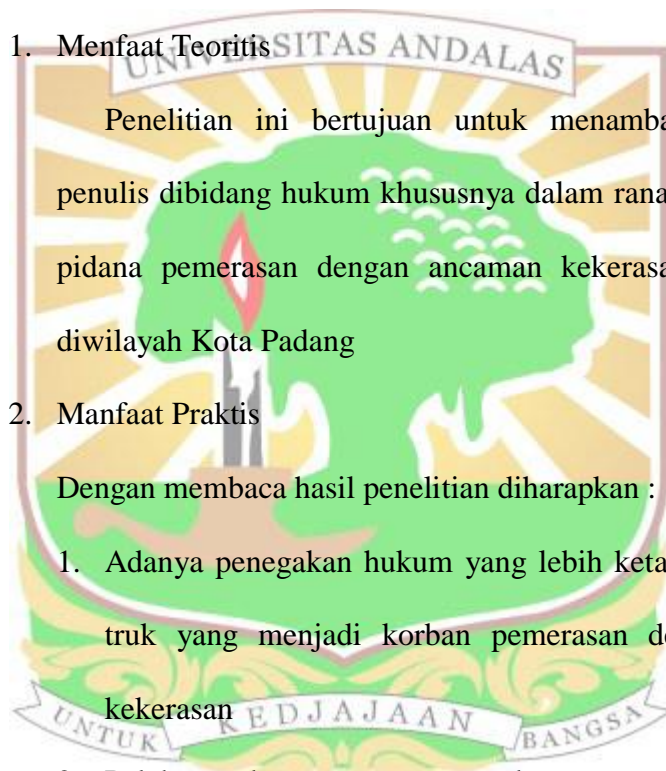 1. Menfaat Teoritis
UNIVERSITAS ANDALAS
Penelitian ini bertujuan untuk menamba
penulis dibidang hukum khususnya dalam rana
pidana pemerasan dengan ancaman kekerasa
diwilayah Kota Padang
2. Manfaat Praktis
Dengan membaca hasil penelitian diharapkan :
1. Adanya penegakan hukum yang lebih keta
truk yang menjadi korban pemerasan de
kekerasan
UNTUK KEDJAJAAN BANGSA